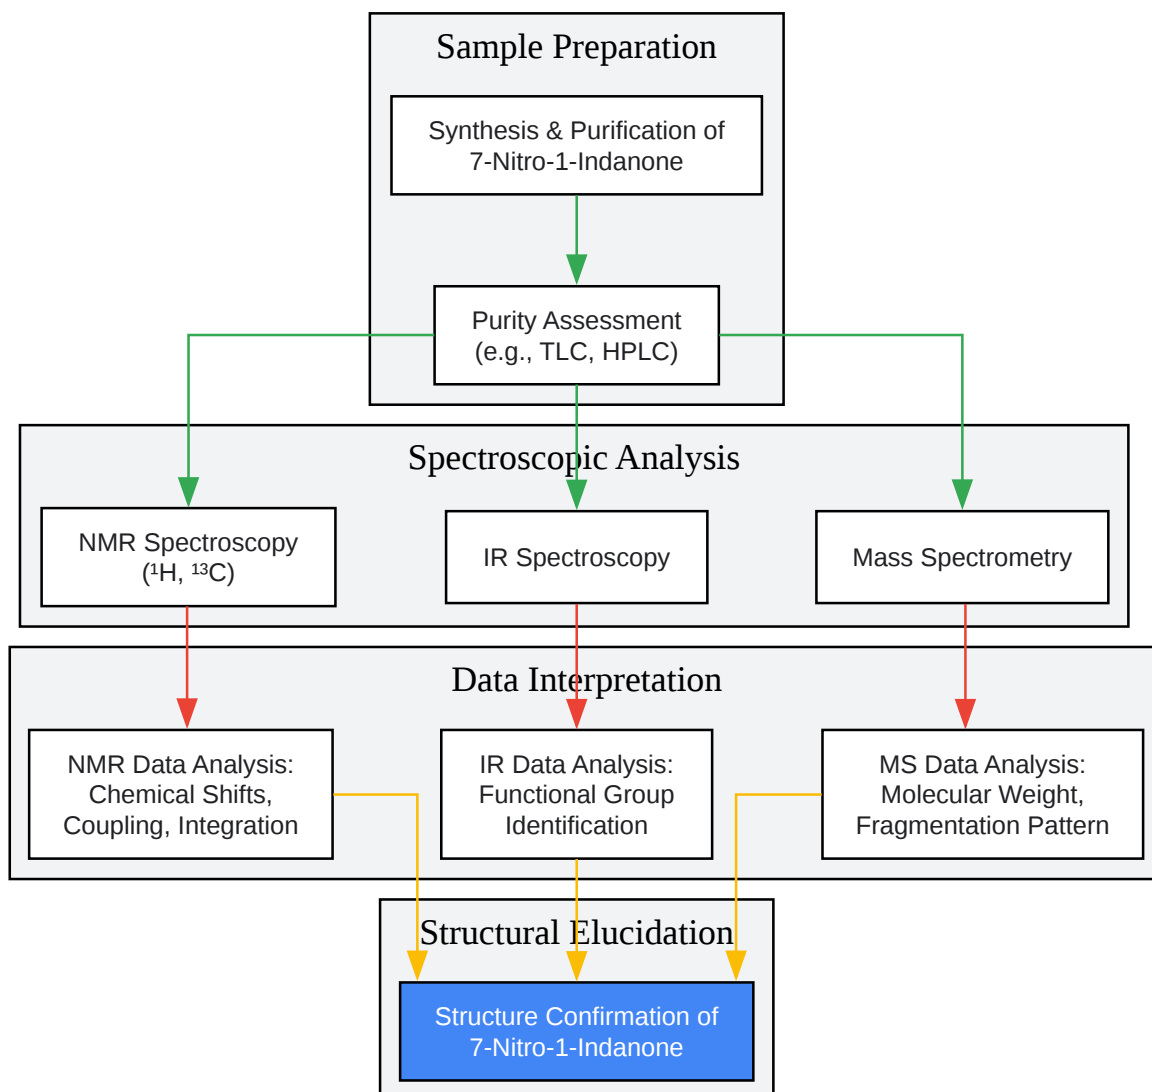 Sample Preparation
Synthesis & Purification of
7-Nitro-1-Indanone
Purity Assessment
(e.g., TLC, HPLC)
Spectroscopic Analysis
NMR Spectroscopy
(¹H, ¹³C)
IR Spectroscopy
Mass Spectrometry
Data Interpretation
NMR Data Analysis:
Chemical Shifts,
Coupling, Integration
IR Data Analysis:
Functional Group
Identification
MS Data Analysis:
Molecular Weight,
Fragmentation Pattern
Structural Elucidation
Structure Confirmation of
7-Nitro-1-Indanone